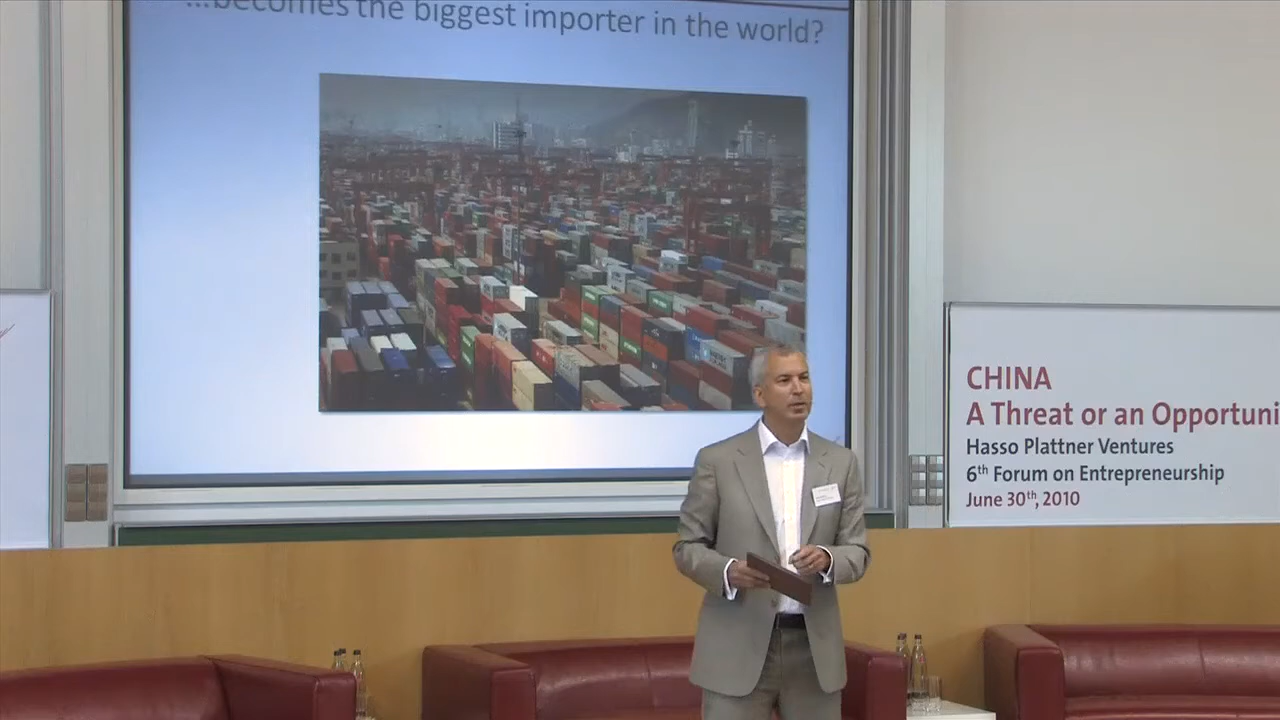 ...becomes the biggest importer in the world?
CHINA
A Threat or an Opportuni
Hasso Plattner Ventures
6th Forum on Entrepreneurship
June 30th, 2010